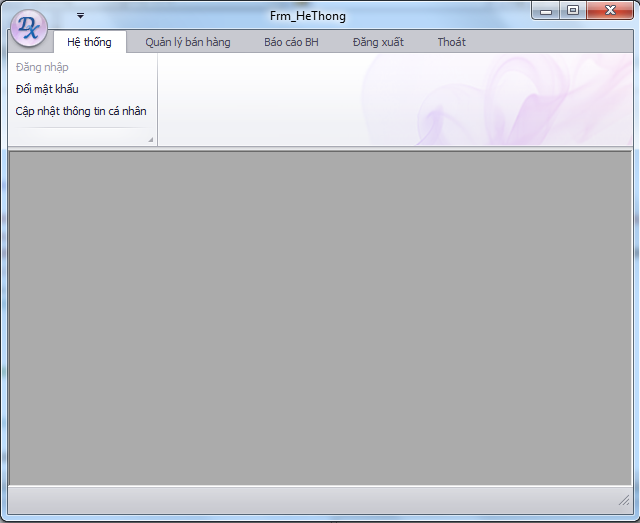 Frm_HeThong
DX
Hệ thống Quản lý bán hàng Báo cáo BH Đăng xuất Thoát
Đăng nhập
Đổi mật khẩu
Cập nhật thông tin cá nhân